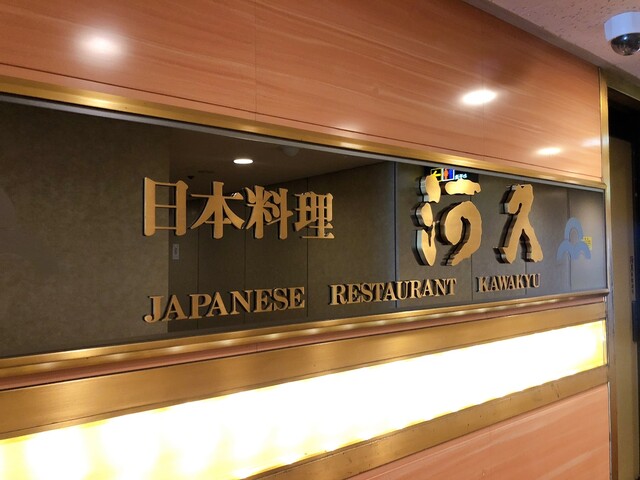 日本料理 河久
JAPANESE RESTAURANT KAWAKYU